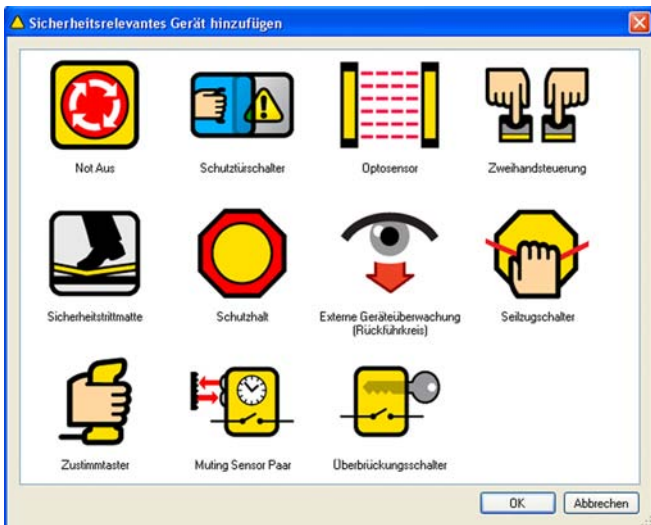 Sicherheitsrelevantes Gerät hinzufügen
Not Aus
Schutztürschalter
Optosensor
Zweihandsteuerung
Sicherheitstrittmatte
Schutzhalt
Externe Geräteüberwachung
(Rückführkreis)
Seilzugschalter
Zustimmtaster
Muting Sensor Paar
Überbrückungsschalter
OK
Abbrechen